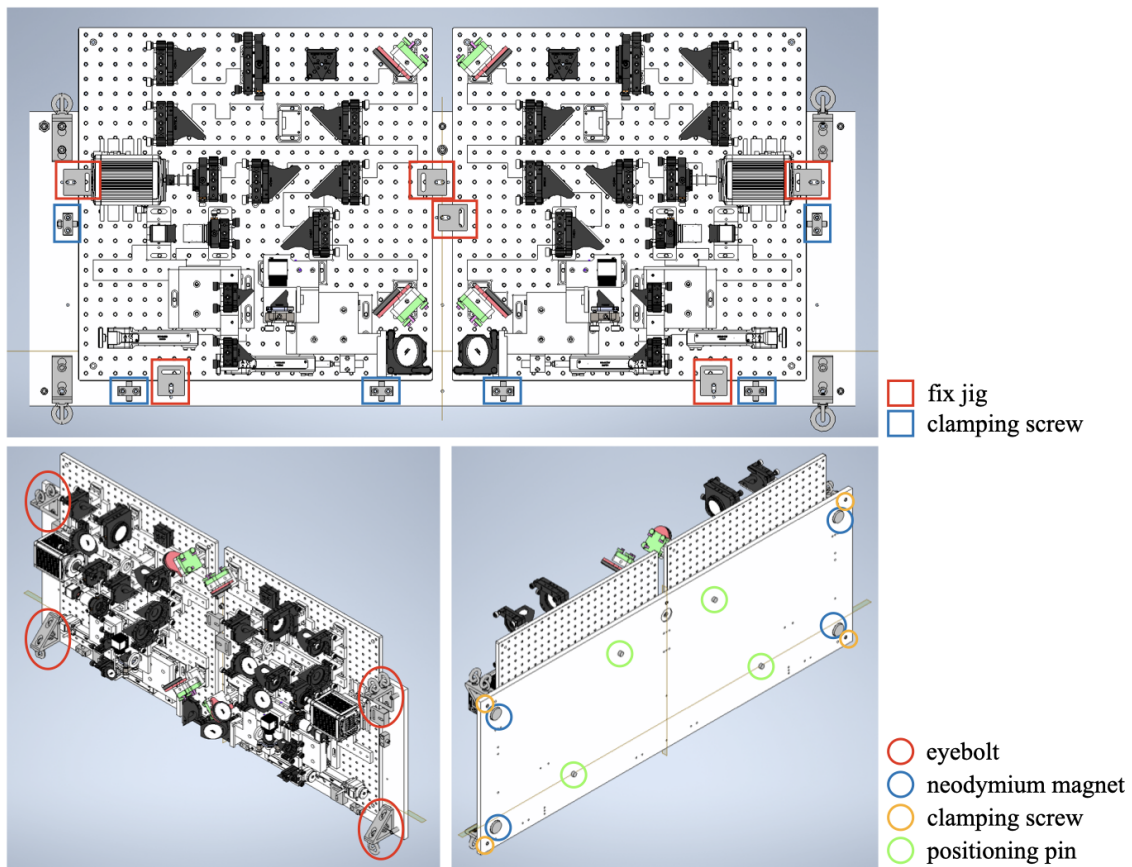 fix jig
clamping screw
eyebolt
neodymium magnet
clamping screw
positioning pin